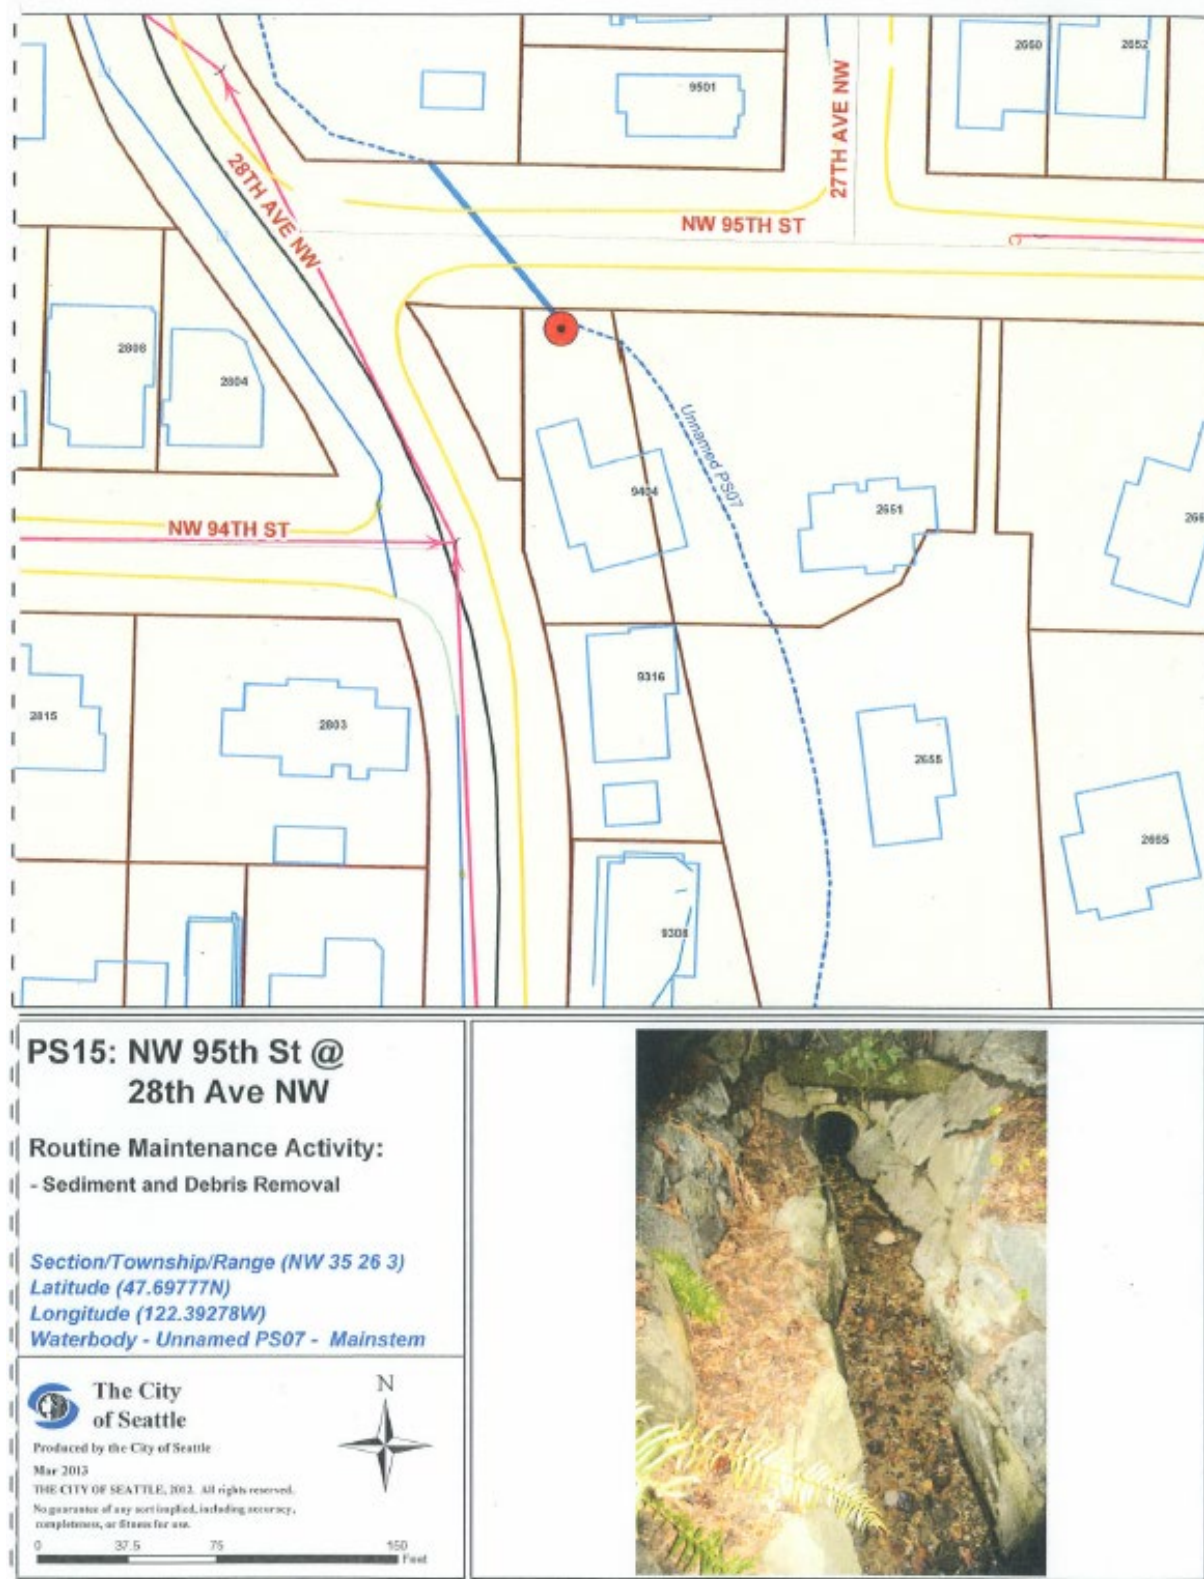 2660
2652
9501
27TH AVE NW
28TH AVE NW
NW 95TH ST
2808
2804
Unnamed PS07
9404
2651
NW 94TH ST
9316
2815
2803
2658
2665
9308
PS15: NW 95th St @
28th Ave NW
Routine Maintenance Activity:
- Sediment and Debris Removal
Section/Township/Range (NW 35 26 3)
Latitude (47.69777N)
Longitude (122.39278W)
Waterbody - Unnamed PS07 - Mainstem
The City
of Seattle
N
Produced by the City of Seattle
Mar 2013
THE CITY OF SEATTLE, 2012. All rights reserved.
No guarantee of any sort implied, including accuracy,
completeness, or fitness for use.
0 37.5 75 150
Feet